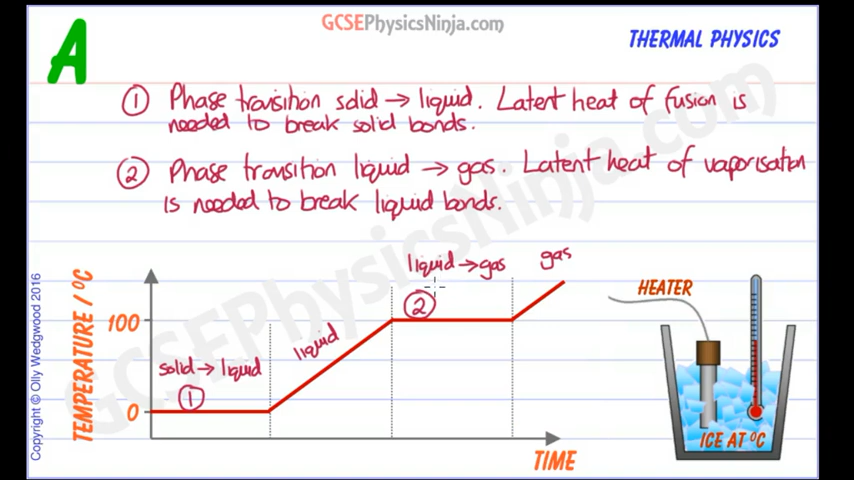 GCSEPhysicsNinja.com
A
THERMAL PHYSICS
① Phase transition solid → liquid. Latent heat of fusion is
needed to break solid bonds.
② Phase transition liquid → gas. Latent heat of vaporisation
is needed to break liquid bonds.
GCSEPhysicsNinja.com
Copyright © Olly Wedgwood 2016
TEMPERATURE / °C
100
0
solid → liquid
①
liquid
liquid → gas
②
gas
TIME
HEATER
ICE AT 0°C